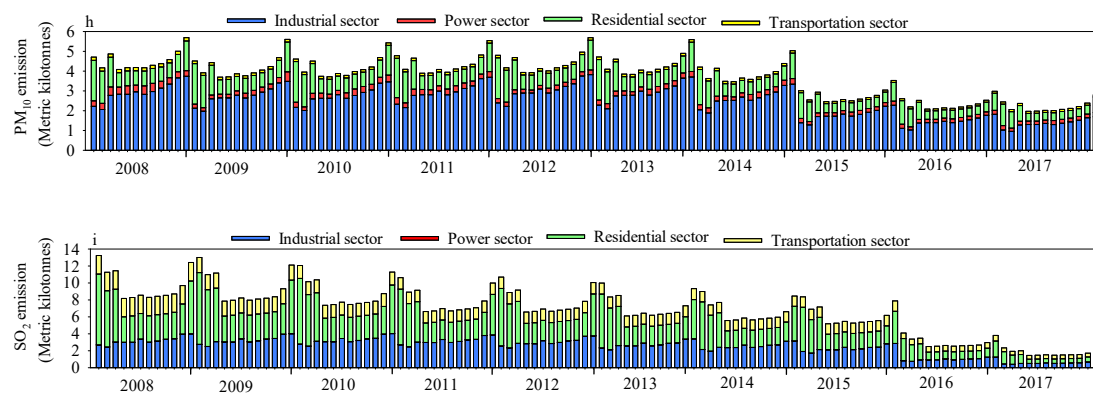 h
Industrial sector Power sector Residential sector Transportation sector
PM10 emission
(Metric kilotonnes)
6
5
4
3
2
1
0
2008 2009 2010 2011 2012 2013 2014 2015 2016 2017
i
Industrial sector Power sector Residential sector Transportation sector
SO2 emission
(Metric kilotonnes)
14
12
10
8
6
4
2
0
2008 2009 2010 2011 2012 2013 2014 2015 2016 2017